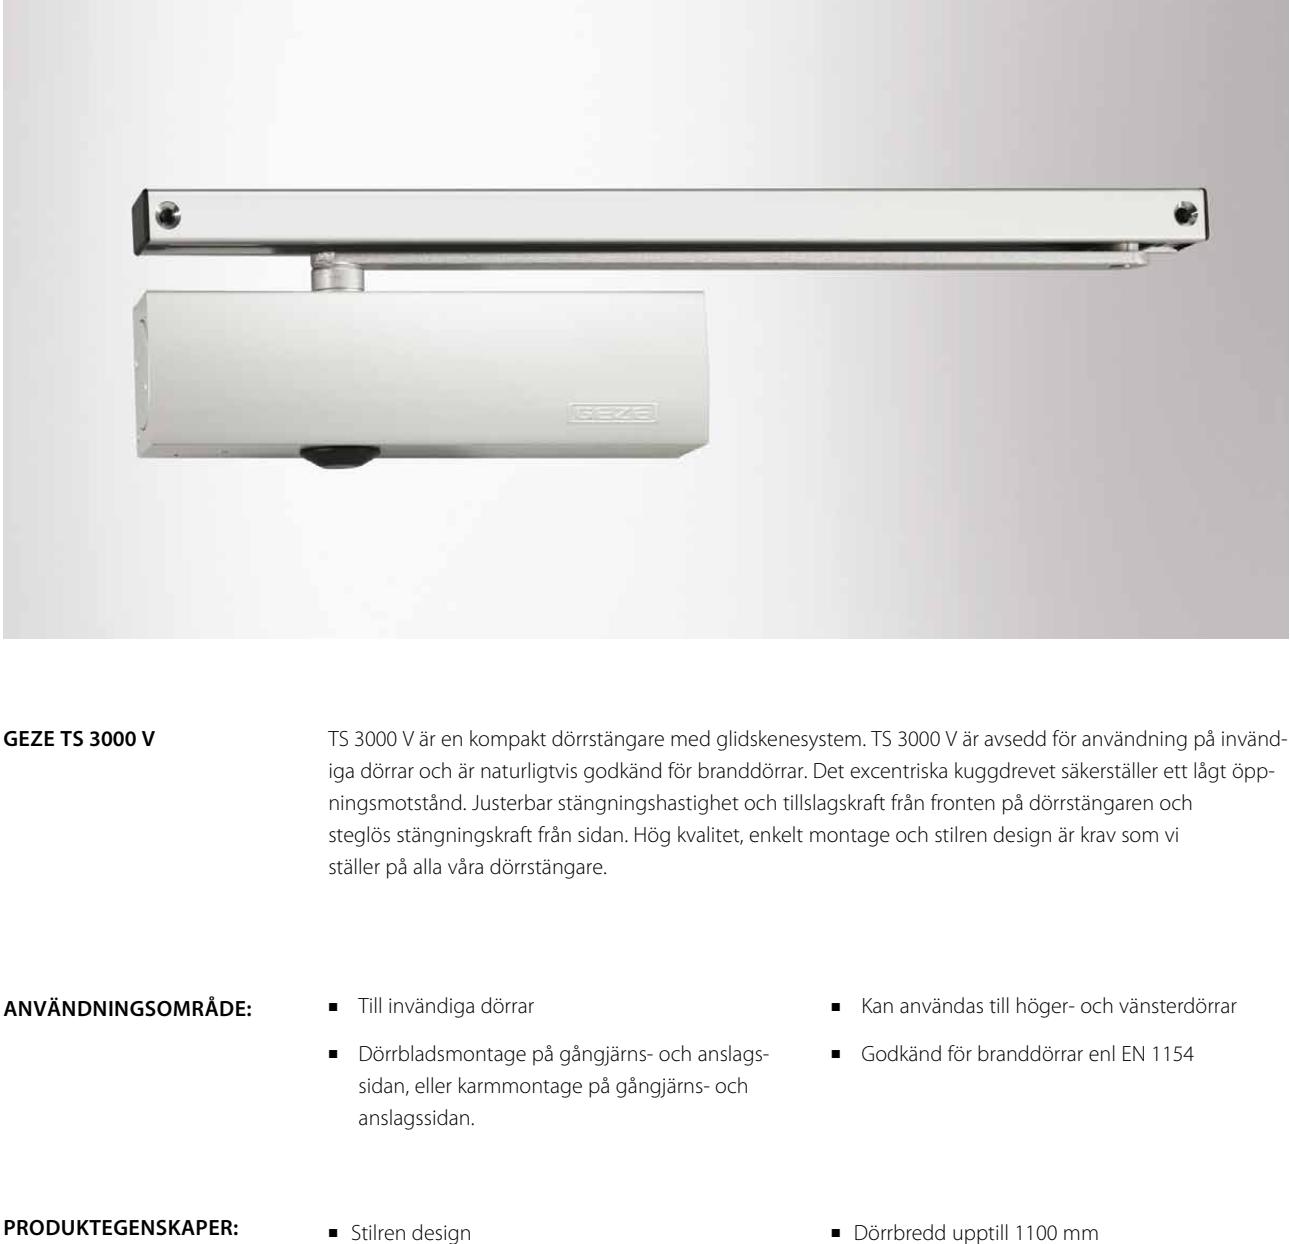 GEZE
GEZE TS 3000 V
TS 3000 V är en kompakt dörrstängare med glidskenesystem. TS 3000 V är avsedd för användning på invänd-
iga dörrar och är naturligtvis godkänd för branddörrar. Det excentriska kuggdrevet säkerställer ett lågt öpp-
ningsmotstånd. Justerbar stängningshastighet och tillslagskraft från fronten på dörrstängaren och
steglös stängningskraft från sidan. Hög kvalitet, enkelt montage och stilren design är krav som vi
ställer på alla våra dörrstängare.
ANVÄNDNINGSOMRÅDE:
▪ Till invändiga dörrar
▪ Dörrbladsmontage på gångjärns- och anslags-
sidan, eller karmmontage på gångjärns- och
anslagssidan.
▪ Kan användas till höger- och vänsterdörrar
▪ Godkänd för branddörrar enl EN 1154
PRODUKTEGENSKAPER:
▪ Stilren design
▪ Dörrbredd upptill 1100 mm